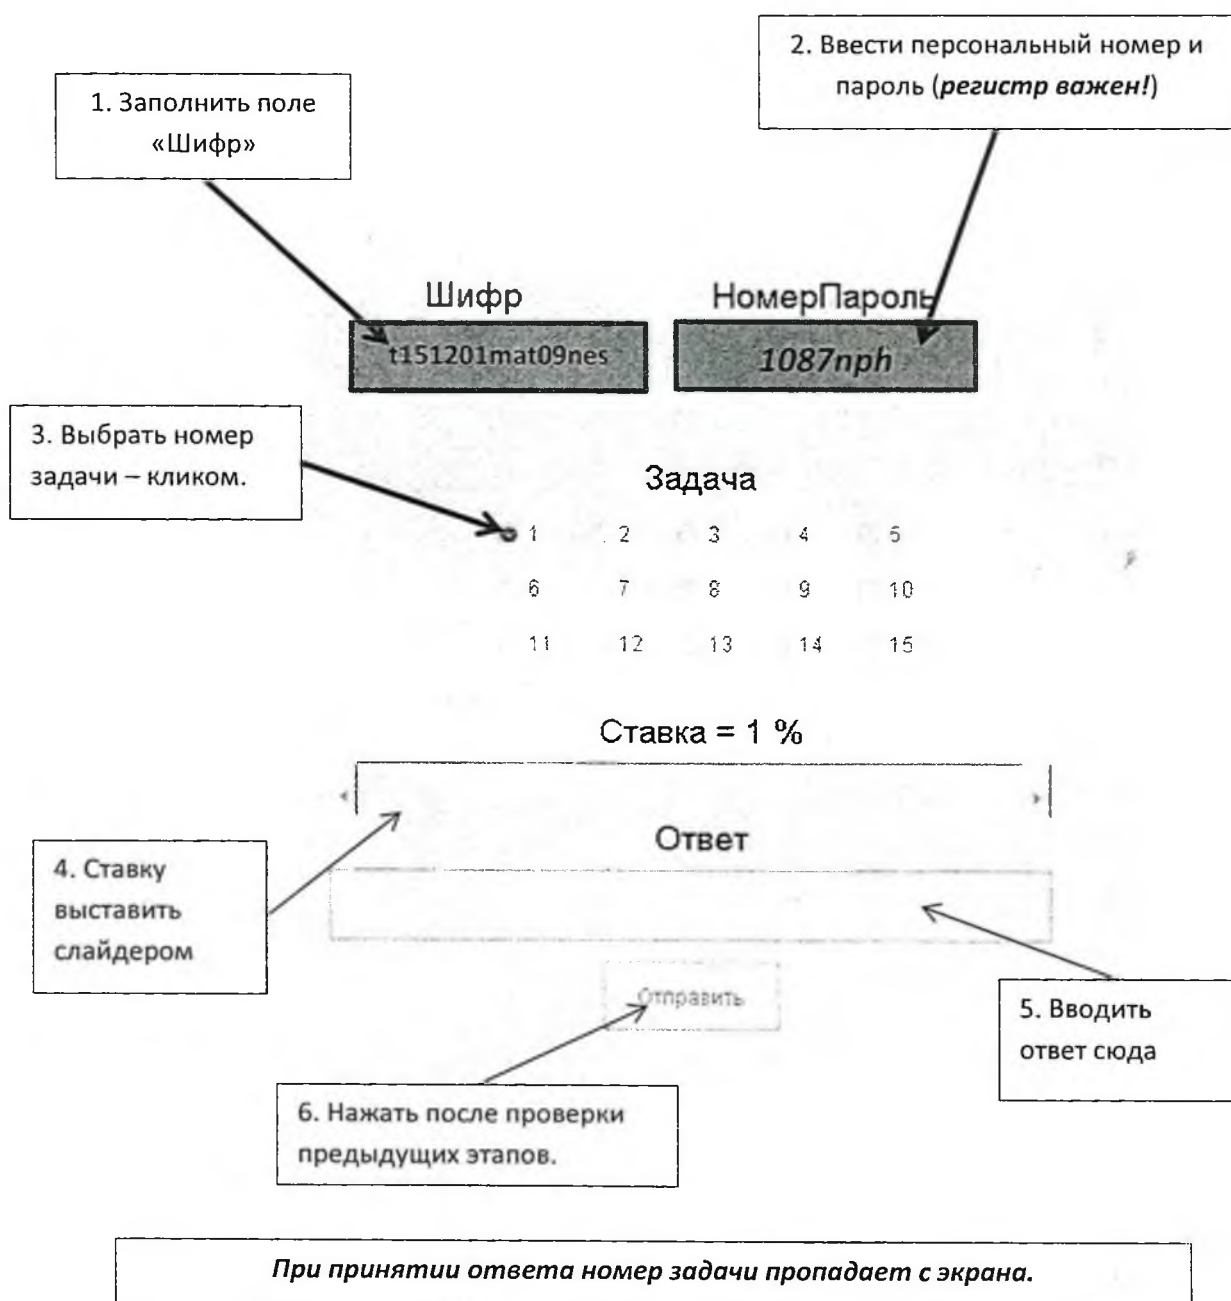 2. Ввести персональный номер и
пароль (регистр важен!)
1. Заполнить поле
«Шифр»
Шифр
НомерПароль
t151201mat09nes
1087nph
3. Выбрать номер
задачи – кликом.
Задача
1 2 3 4 5
6 7 8 9 10
11 12 13 14 15
Ставка = 1 %
Ответ
4. Ставку
выставить
слайдером
Отправить
5. Вводить
ответ сюда
6. Нажать после проверки
предыдущих этапов.
При принятии ответа номер задачи пропадает с экрана.